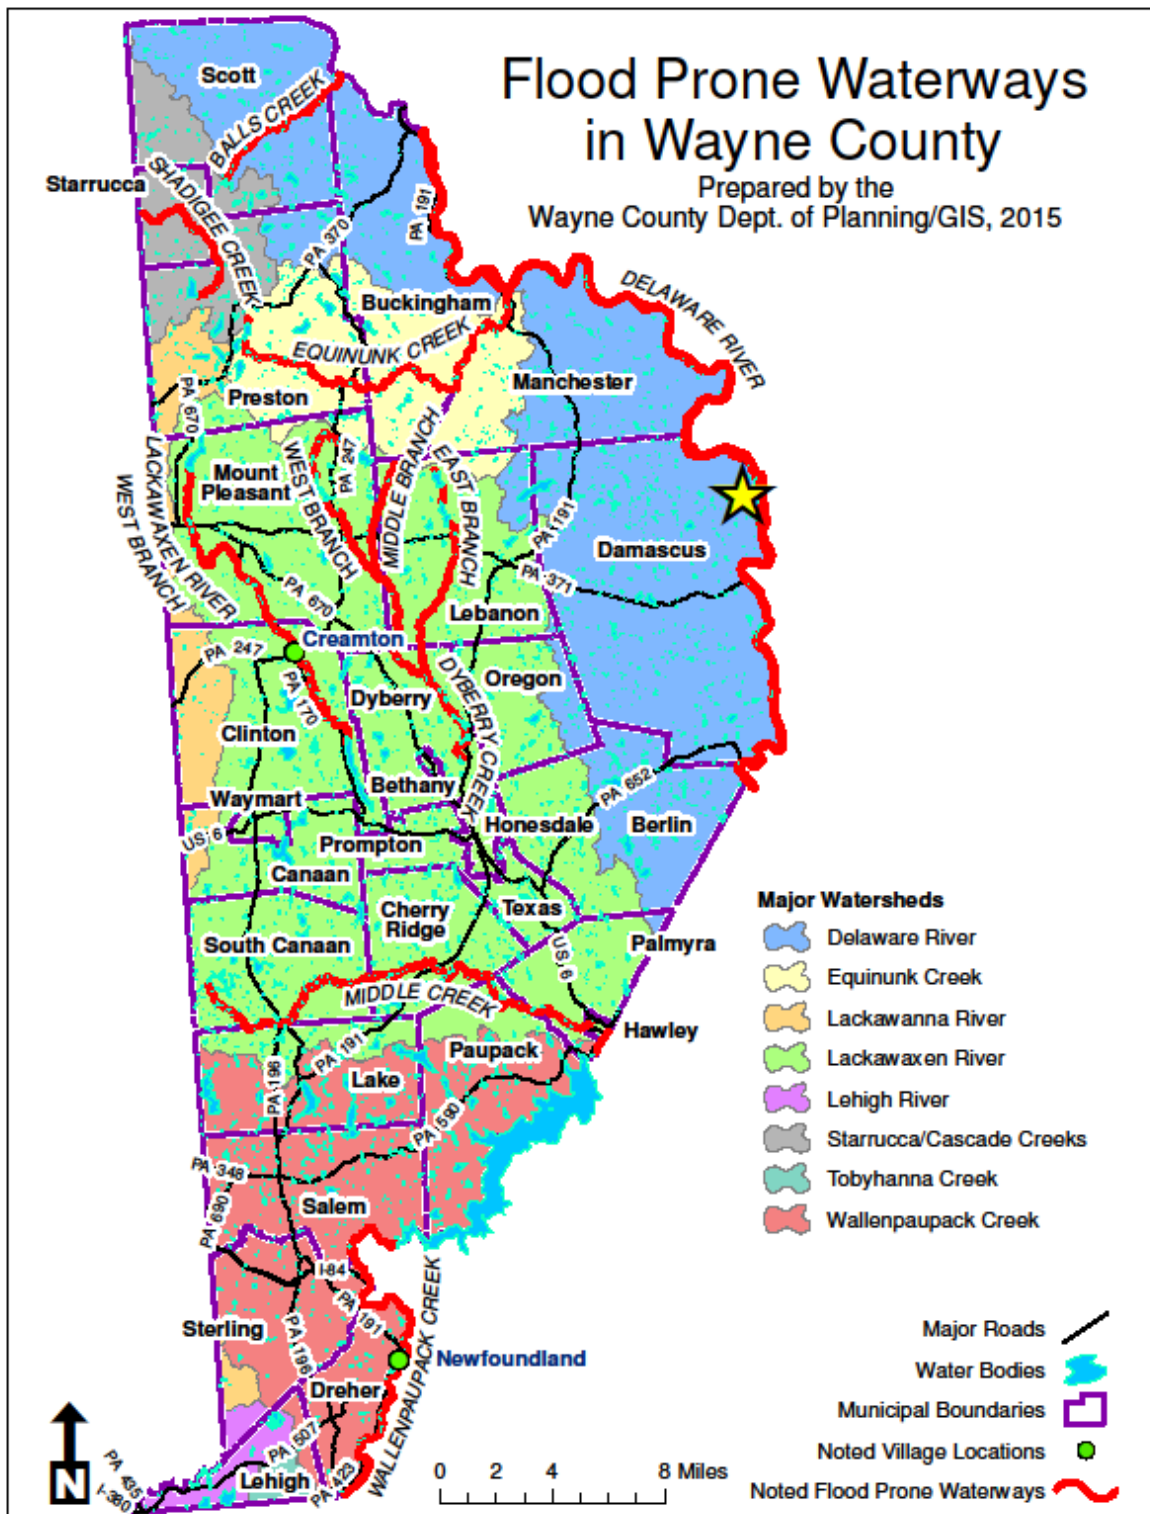 Flood Prone Waterways
in Wayne County
Prepared by the
Wayne County Dept. of Planning/GIS, 2015
Scott
BALLS CREEK
Starrucca
SHADIGEE CREEK
PA 191
PA 370
DELAWARE RIVER
Buckingham
EQUINUNK CREEK
Manchester
Preston
PA 670
LACKAWAXEN RIVER
WEST BRANCH
Mount
Pleasant
WEST BRANCH
PA 247
MIDDLE BRANCH
EAST BRANCH
PA 191
Damascus
PA 371
PA 670
Lebanon
Creamton
PA 247
PA 170
Dyberry
DYBERRY CREEK
Oregon
Clinton
Bethany
Waymart
PA 652
US 6
Prompton
Honesdale
Berlin
Canaan
Cherry
Ridge
Texas
South Canaan
US 6
Palmyra
MIDDLE CREEK
Hawley
PA 191
Paupack
PA 196
Lake
PA 590
PA 348
PA 690
Salem
I-84
PA 191
WALLENPAUPACK CREEK
Sterling
PA 196
Newfoundland
Dreher
PA 507
PA 435
I-380
Lehigh
PA 423
N
0 2 4 8 Miles
Major Watersheds
Delaware River
Equinunk Creek
Lackawanna River
Lackawaxen River
Lehigh River
Starrucca/Cascade Creeks
Tobyhanna Creek
Wallenpaupack Creek
Major Roads
Water Bodies
Municipal Boundaries
Noted Village Locations
Noted Flood Prone Waterways